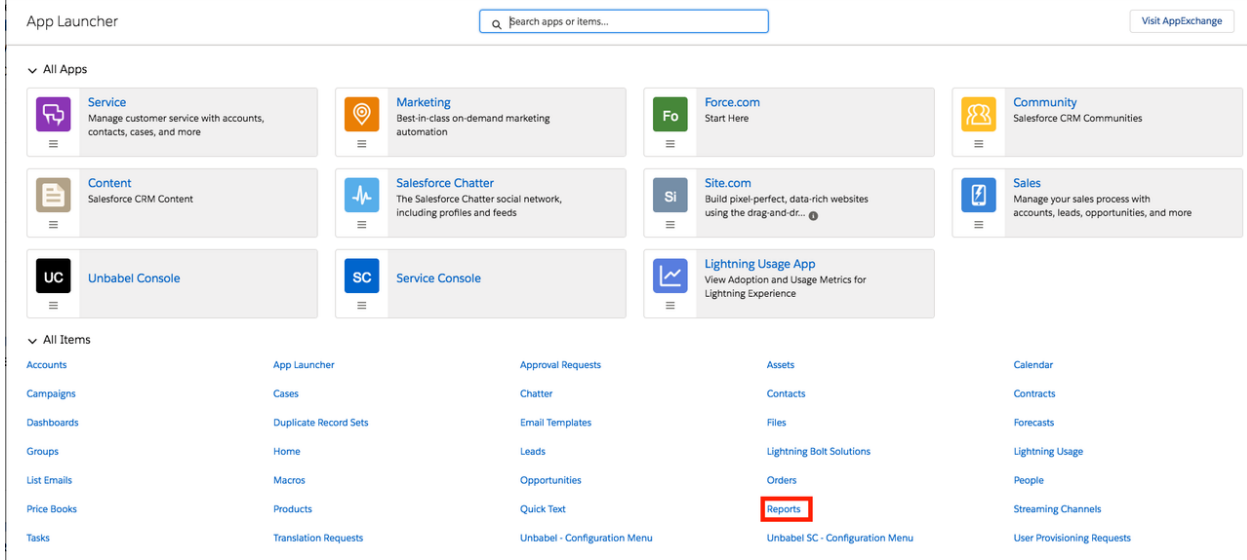 App Launcher
Search apps or items...
Visit AppExchange
All Apps
Service
Manage customer service with accounts,
contacts, cases, and more
Marketing
Best-in-class on-demand marketing
automation
Fo
Force.com
Start Here
Community
Salesforce CRM Communities
Content
Salesforce CRM Content
Salesforce Chatter
The Salesforce Chatter social network,
including profiles and feeds
Si
Site.com
Build pixel-perfect, data-rich websites
using the drag-and-dr...
Sales
Manage your sales process with
accounts, leads, opportunities, and more
UC
Unbabel Console
SC
Service Console
Lightning Usage App
View Adoption and Usage Metrics for
Lightning Experience
All Items
Accounts App Launcher Approval Requests Assets Calendar
Campaigns Cases Chatter Contacts Contracts
Dashboards Duplicate Record Sets Email Templates Files Forecasts
Groups Home Leads Lightning Bolt Solutions Lightning Usage
List Emails Macros Opportunities Orders People
Price Books Products Quick Text Reports Streaming Channels
Tasks Translation Requests Unbabel - Configuration Menu Unbabel SC - Configuration Menu User Provisioning Requests